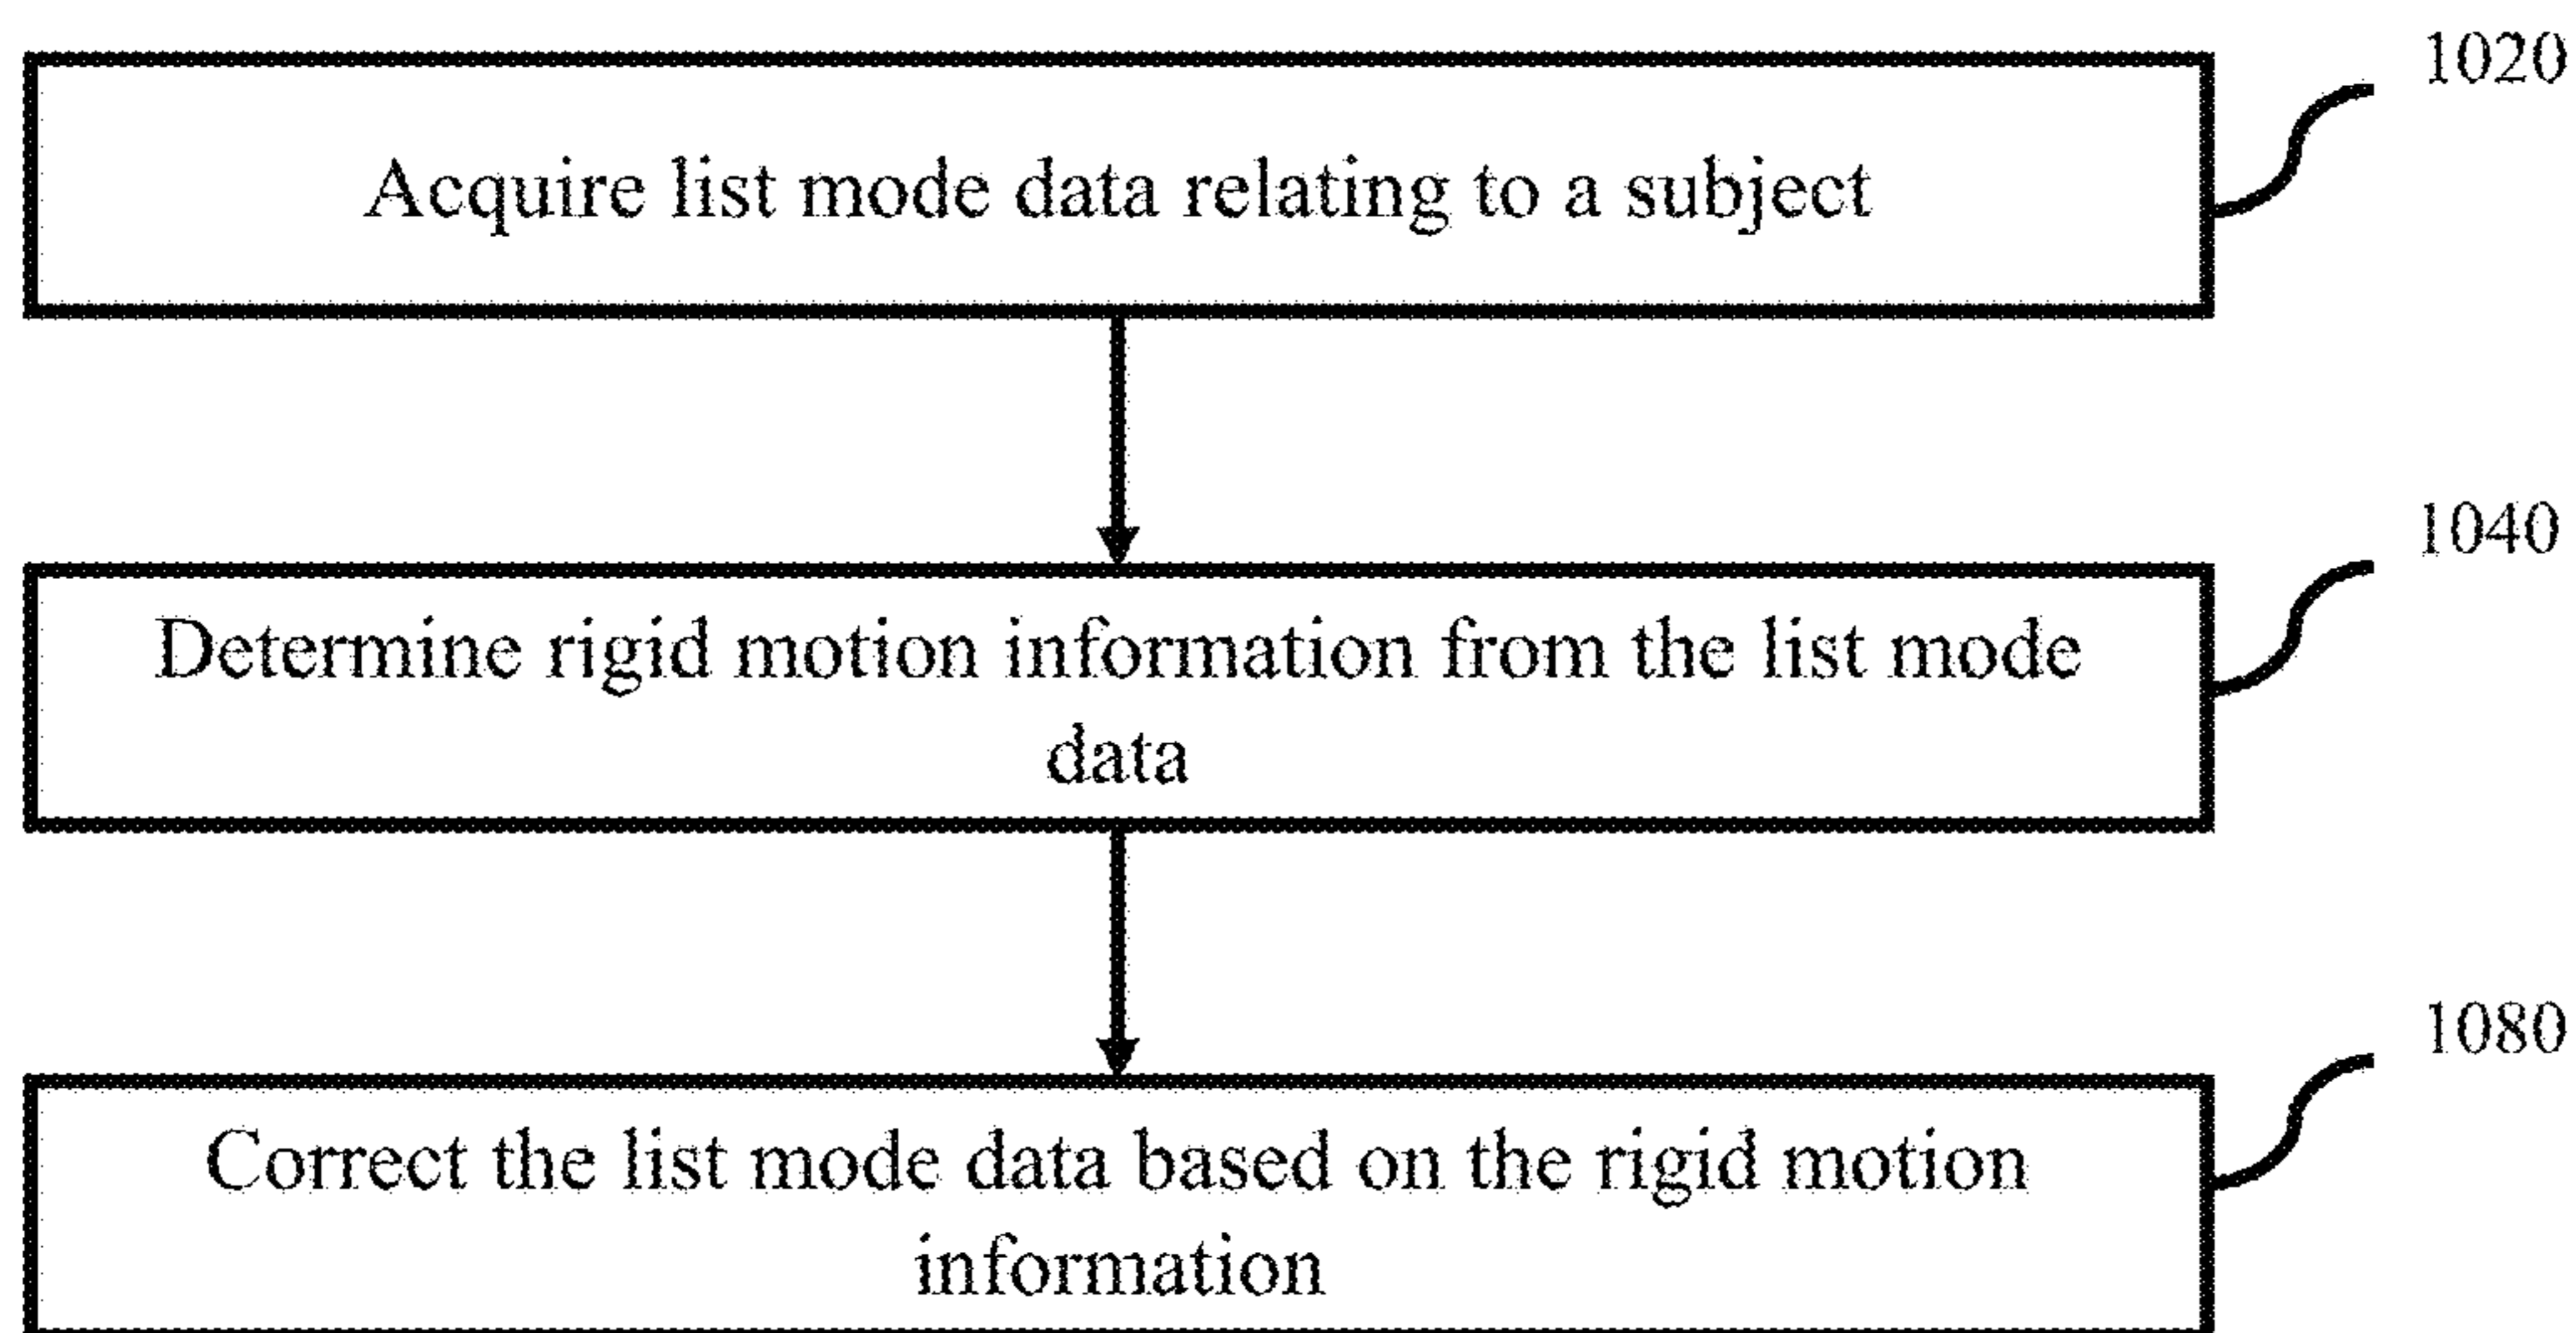 1020
Acquire list mode data relating to a subject
1040
Determine rigid motion information from the list mode
data
1080
Correct the list mode data based on the rigid motion
information